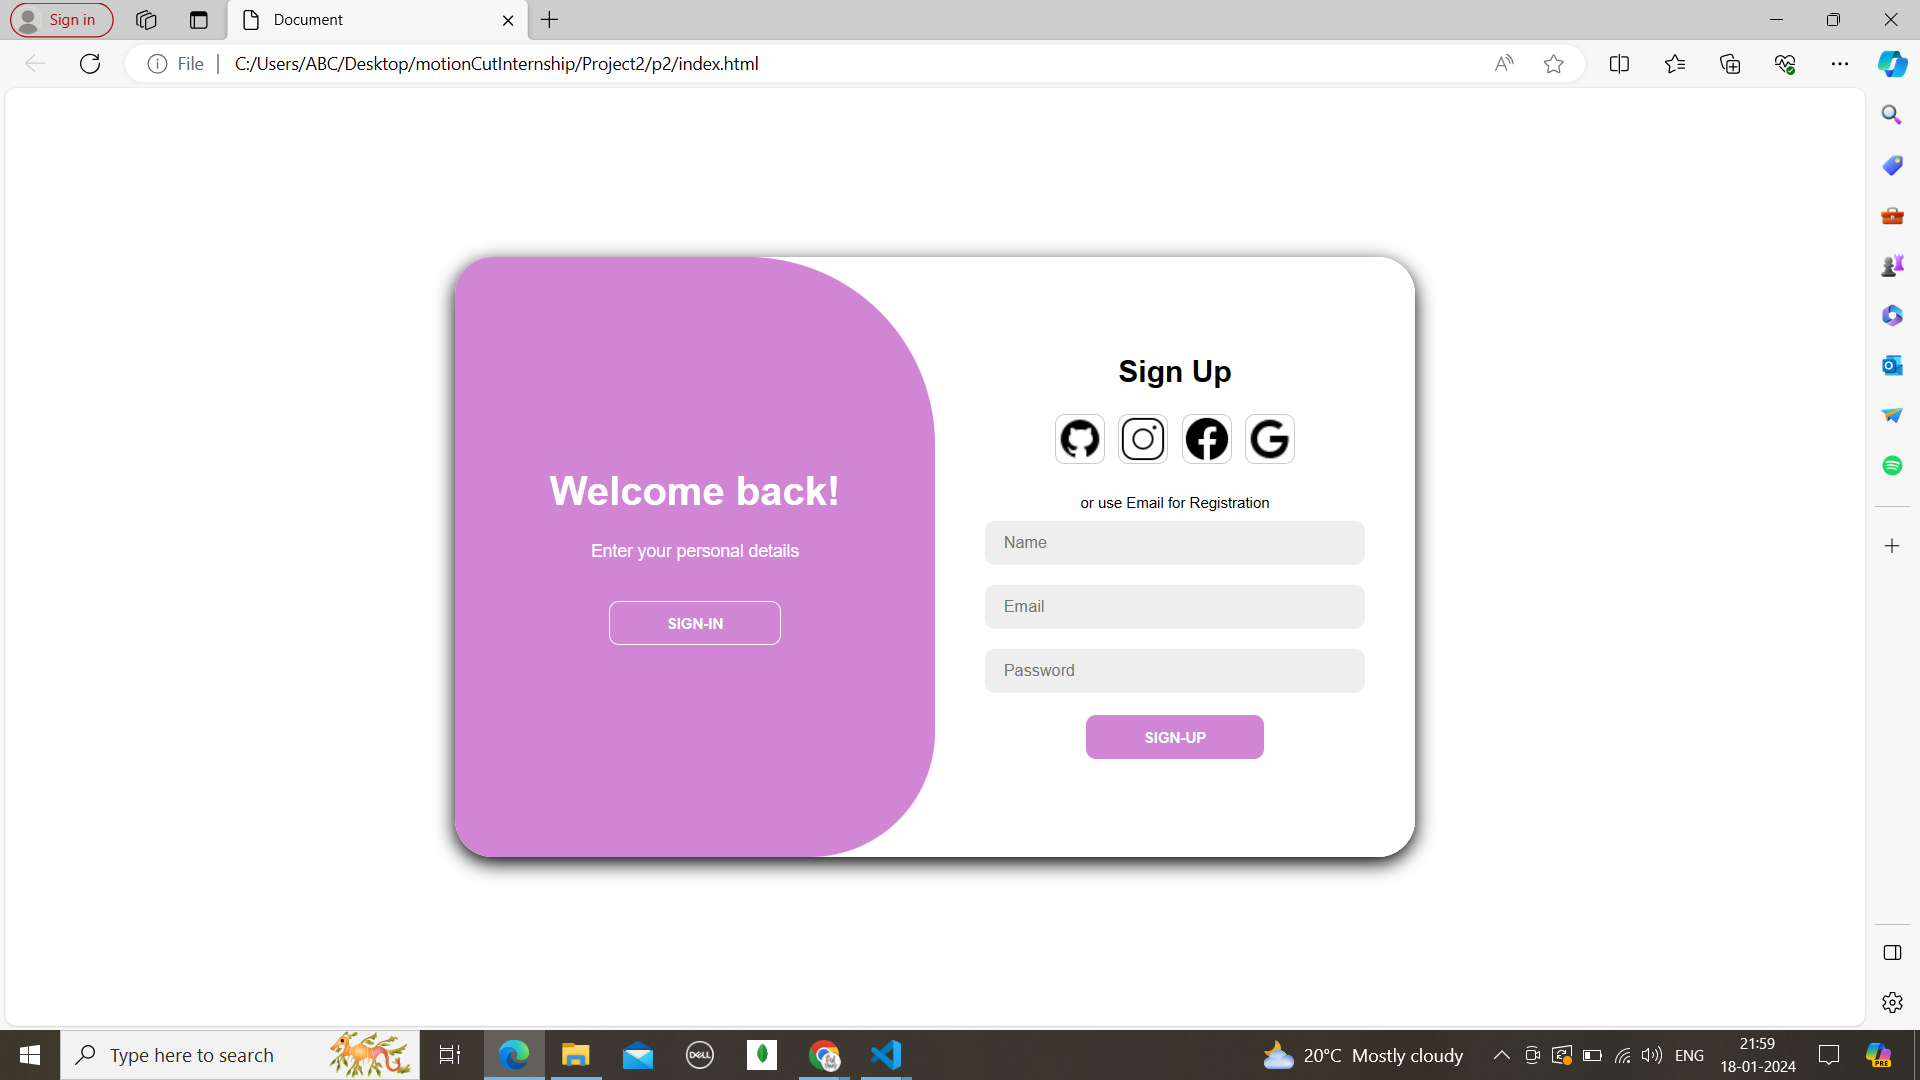 Sign in
Document
File
C:/Users/ABC/Desktop/motionCutInternship/Project2/p2/index.html
Sign Up
or use Email for Registration
Name
Email
Password
SIGN-UP
Welcome back!
Enter your personal details
SIGN-IN
Type here to search
DELL
20°C Mostly cloudy
ENG
21:59
18-01-2024
PRE